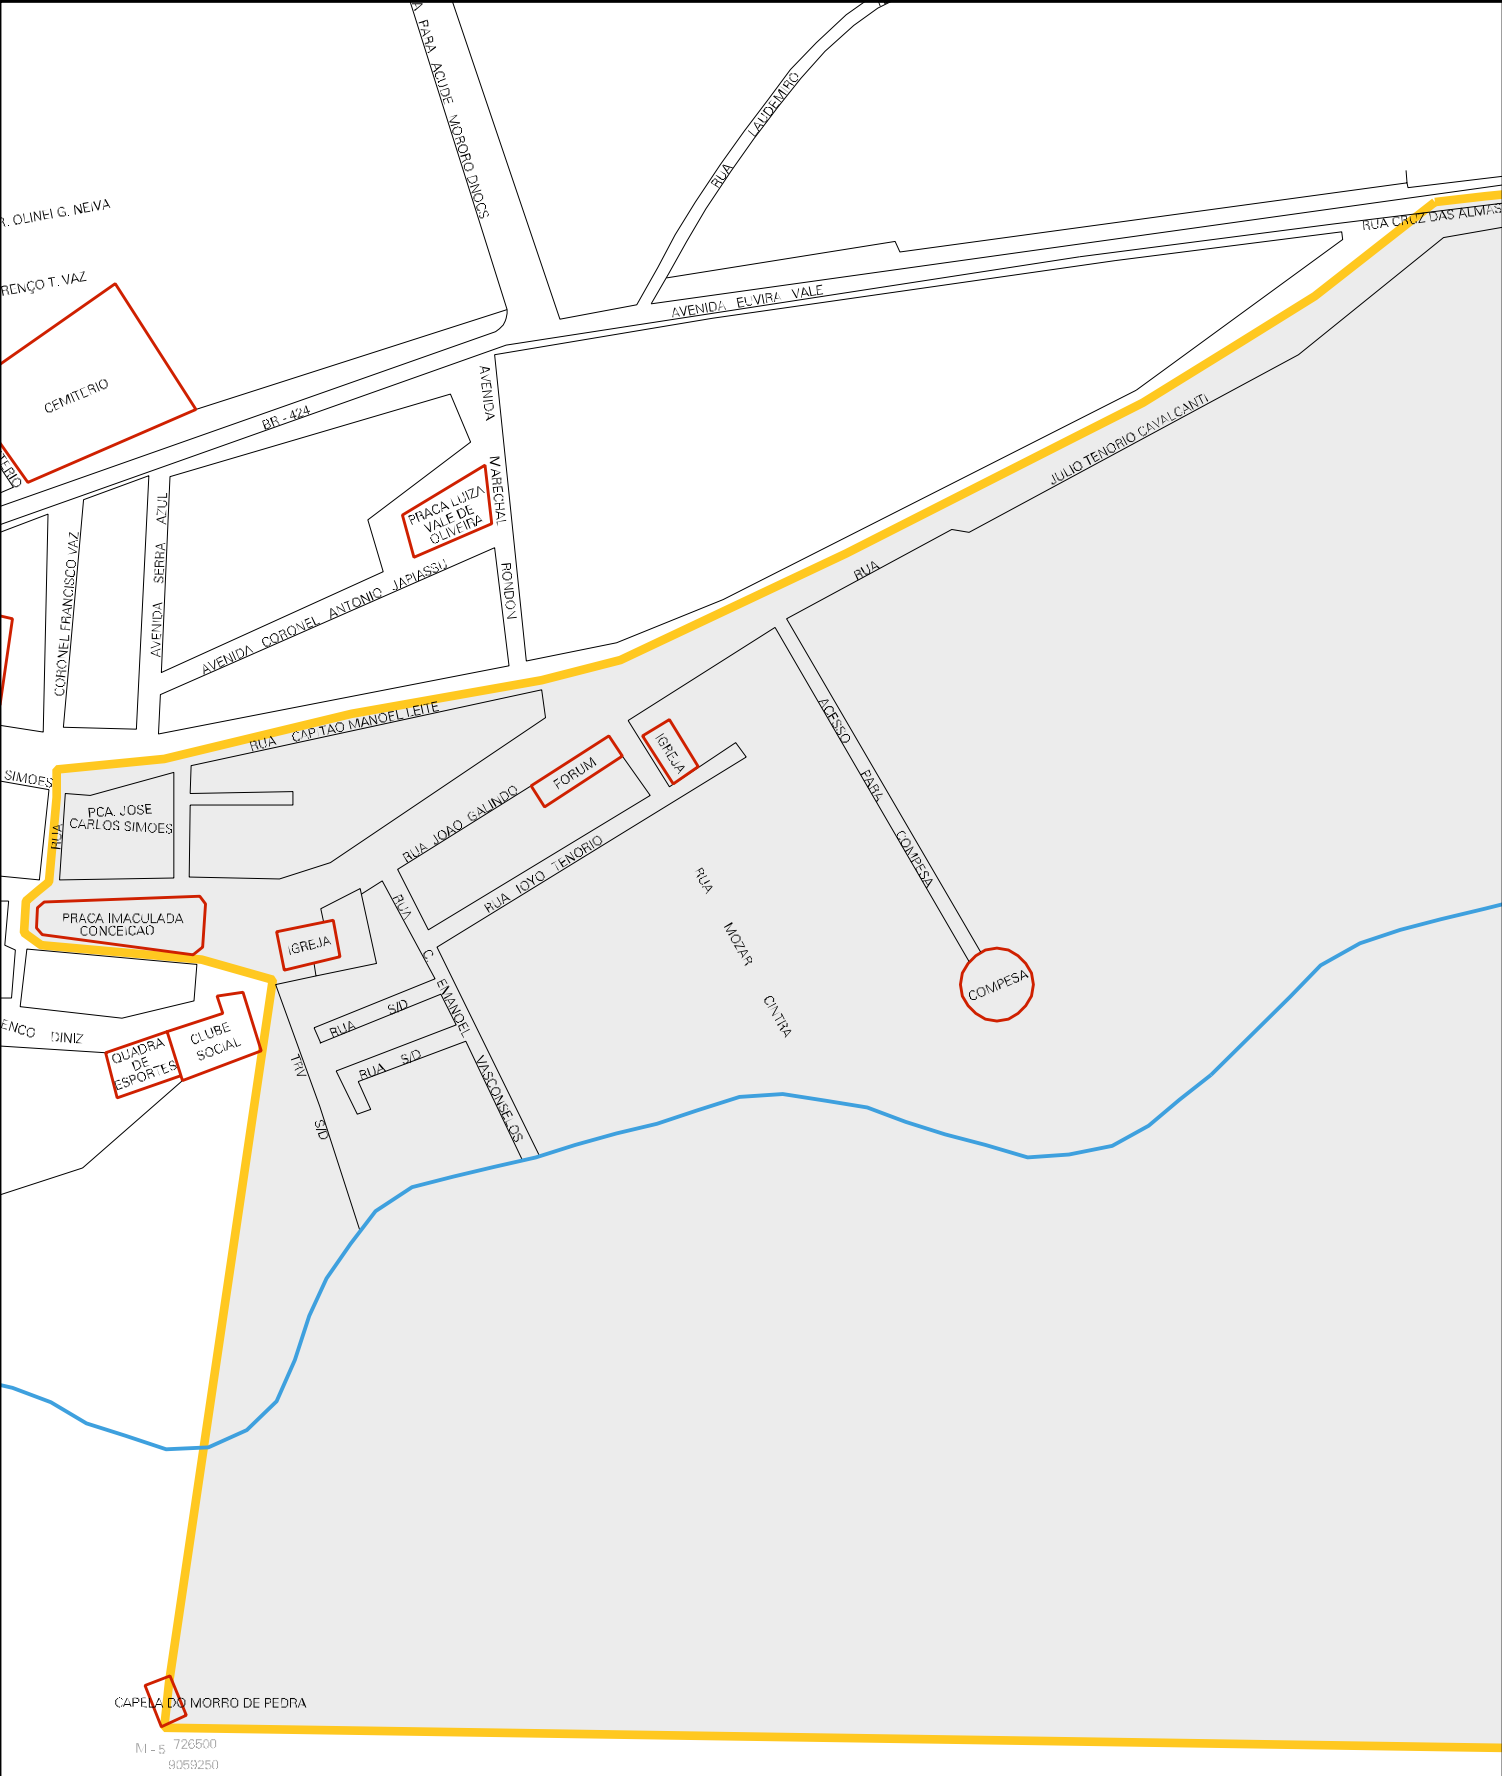 PARA ACUDE MORORO DNOCS
RUA LAUDEMIRO
R. OLINEI G. NEIVA
RENÇO T. VAZ
RUA CRUZ DAS ALMAS
AVENIDA ELVIRA VALE
CEMITERIO
BR - 424
TERIO
AVENIDA MARECHAL RONDON
JULIO TENORIO CAVALCANTI
RUA
PRACA LUIZA
VALE DE
OLIVEIRA
CORONEL FRANCISCO VAZ
AVENIDA SERRA AZUL
AVENIDA CORONEL ANTONIO JAPIASSU
RUA CAPITAO MANOEL LEITE
SIMOES
RUA
PCA. JOSE
CARLOS SIMOES
FORUM
IGREJA
ACESSO PARA COMPESA
RUA JOAO GALINDO
RUA IOYO TENORIO
RUA MOZAR CINTRA
PRACA IMACULADA
CONCEICAO
IGREJA
RUA C. EMANOEL VASCONSELOS
COMPESA
RUA S/D
RUA S/D
ENCO DINIZ
QUADRA
DE
ESPORTES
CLUBE
SOCIAL
TRV S/D
CAPELA DO MORRO DE PEDRA
M - 5
726500
9059250